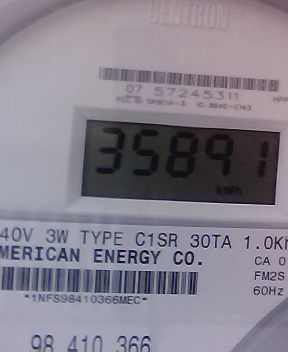 CENTRON
07 57245311
35891
kWh
40V 3W TYPE C1SR 30TA 1.0Kh
MERICAN ENERGY CO.
CA 0
FM2S
60Hz
*1NFS98410366MEC*
98 410 366